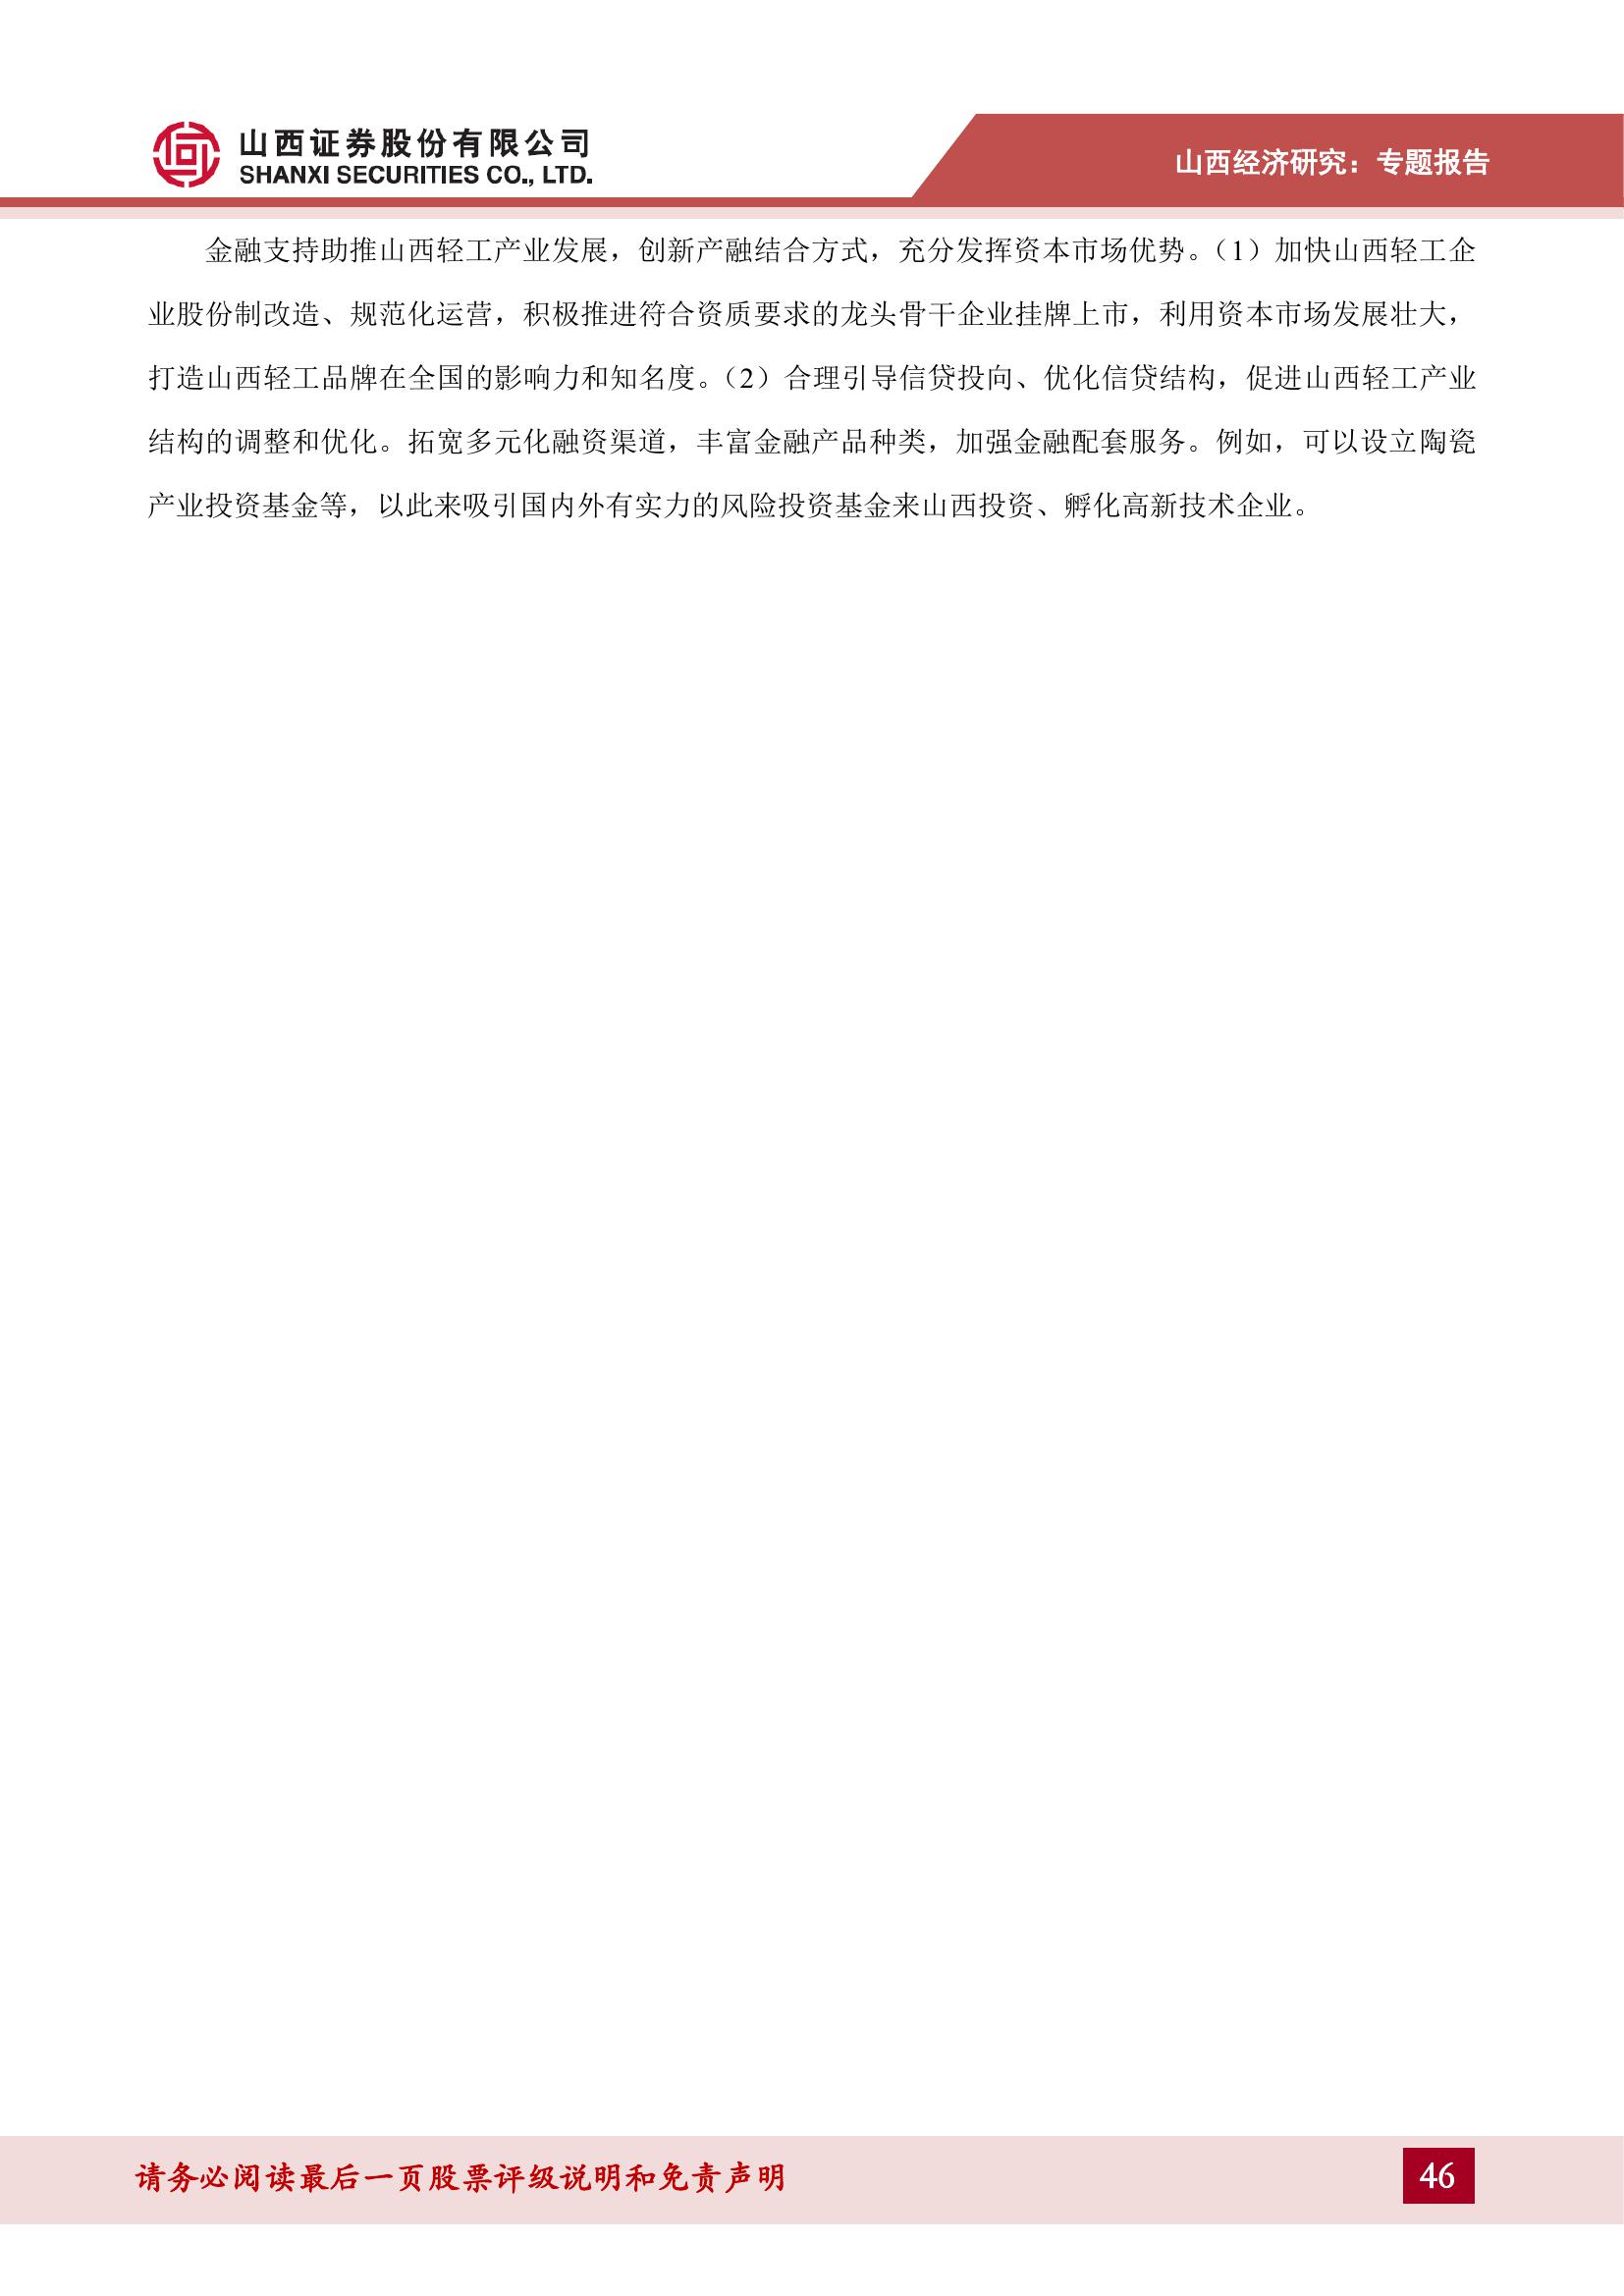 山西证券股份有限公司
SHANXI SECURITIES CO., LTD.
山西经济研究：专题报告
金融支持助推山西轻工产业发展，创新产融结合方式，充分发挥资本市场优势。（1）加快山西轻工企
业股份制改造、规范化运营，积极推进符合资质要求的龙头骨干企业挂牌上市，利用资本市场发展壮大，
打造山西轻工品牌在全国的影响力和知名度。（2）合理引导信贷投向、优化信贷结构，促进山西轻工产业
结构的调整和优化。拓宽多元化融资渠道，丰富金融产品种类，加强金融配套服务。例如，可以设立陶瓷
产业投资基金等，以此来吸引国内外有实力的风险投资基金来山西投资、孵化高新技术企业。
请务必阅读最后一页股票评级说明和免责声明
46